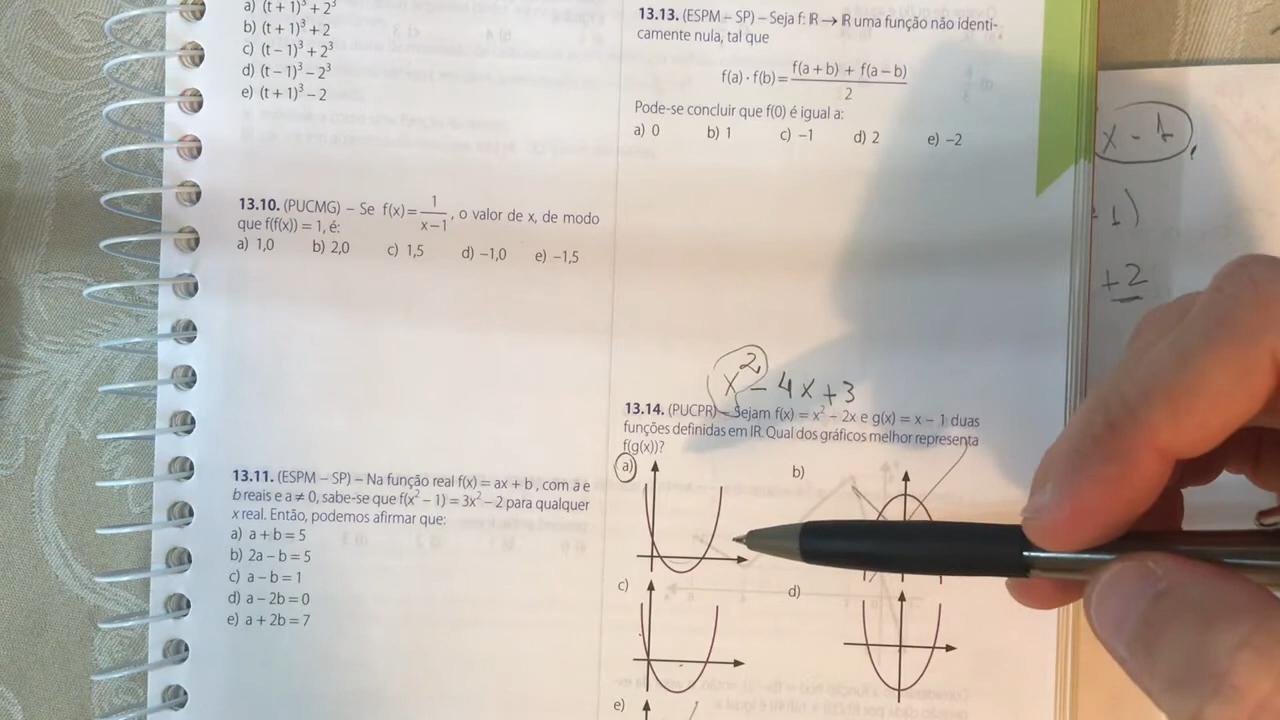 a) (t + 1)³ + 2³
b) (t + 1)³ + 2
c) (t – 1)³ + 2³
d) (t – 1)³ – 2³
e) (t + 1)³ – 2
13.10. (PUCMG) – Se f(x) = 1/(x – 1), o valor de x, de modo
que f(f(x)) = 1, é:
a) 1,0 b) 2,0 c) 1,5 d) –1,0 e) –1,5
13.11. (ESPM – SP) – Na função real f(x) = ax + b, com a e
b reais e a ≠ 0, sabe-se que f(x² – 1) = 3x² – 2 para qualquer
x real. Então, podemos afirmar que:
a) a + b = 5
b) 2a – b = 5
c) a – b = 1
d) a – 2b = 0
e) a + 2b = 7
13.13. (ESPM – SP) – Seja f: IR → IR uma função não identi-
camente nula, tal que
f(a) · f(b) = (f(a + b) + f(a – b))/2
Pode-se concluir que f(0) é igual a:
a) 0 b) 1 c) –1 d) 2 e) –2
x² – 4x + 3
13.14. (PUCPR) – Sejam f(x) = x² – 2x e g(x) = x – 1 duas
funções definidas em IR. Qual dos gráficos melhor representa
f(g(x))?
a) b)
c) d)
e)
x – 1
1)
+2